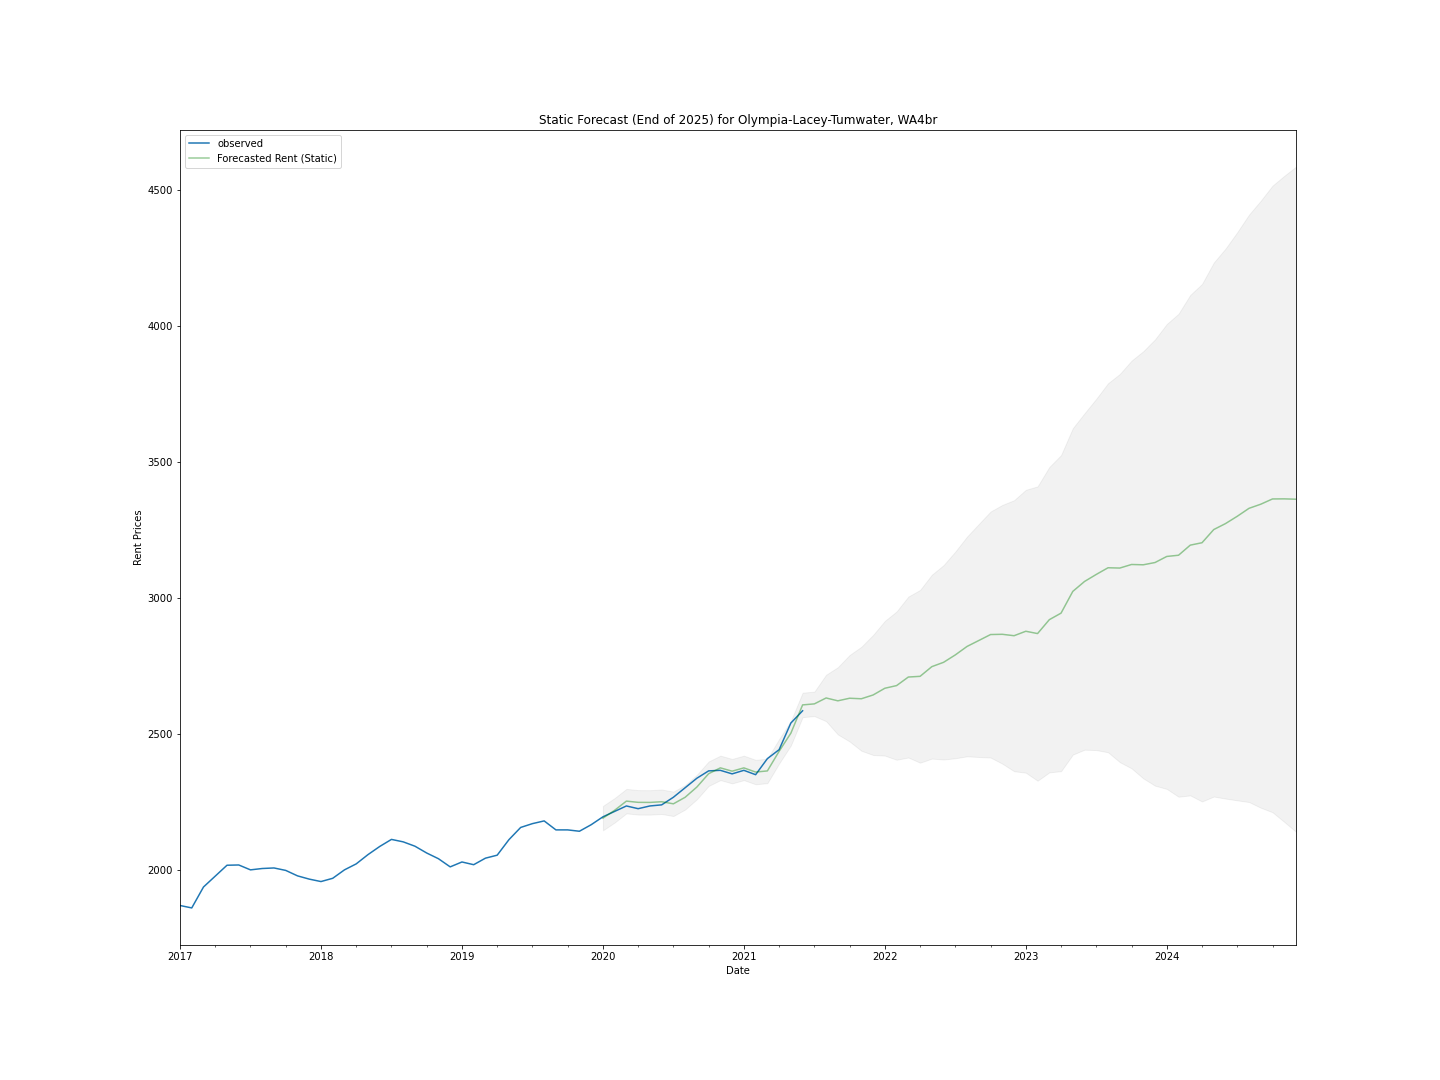 Static Forecast (End of 2025) for Olympia-Lacey-Tumwater, WA4br
observed
Forecasted Rent (Static)
4500
4000
3500
3000
2500
2000
Rent Prices
2017
2018
2019
2020
2021
2022
2023
2024
Date